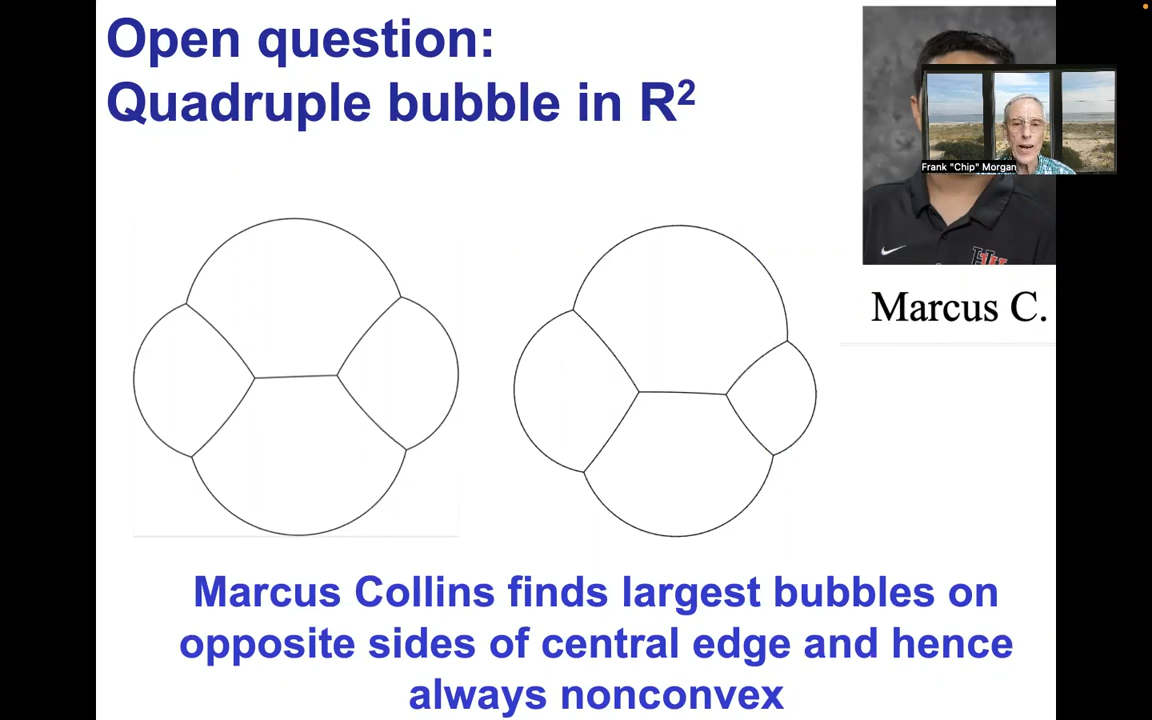 Open question:
Quadruple bubble in R²
Frank "Chip" Morgan
Marcus C.
Marcus Collins finds largest bubbles on
opposite sides of central edge and hence
always nonconvex